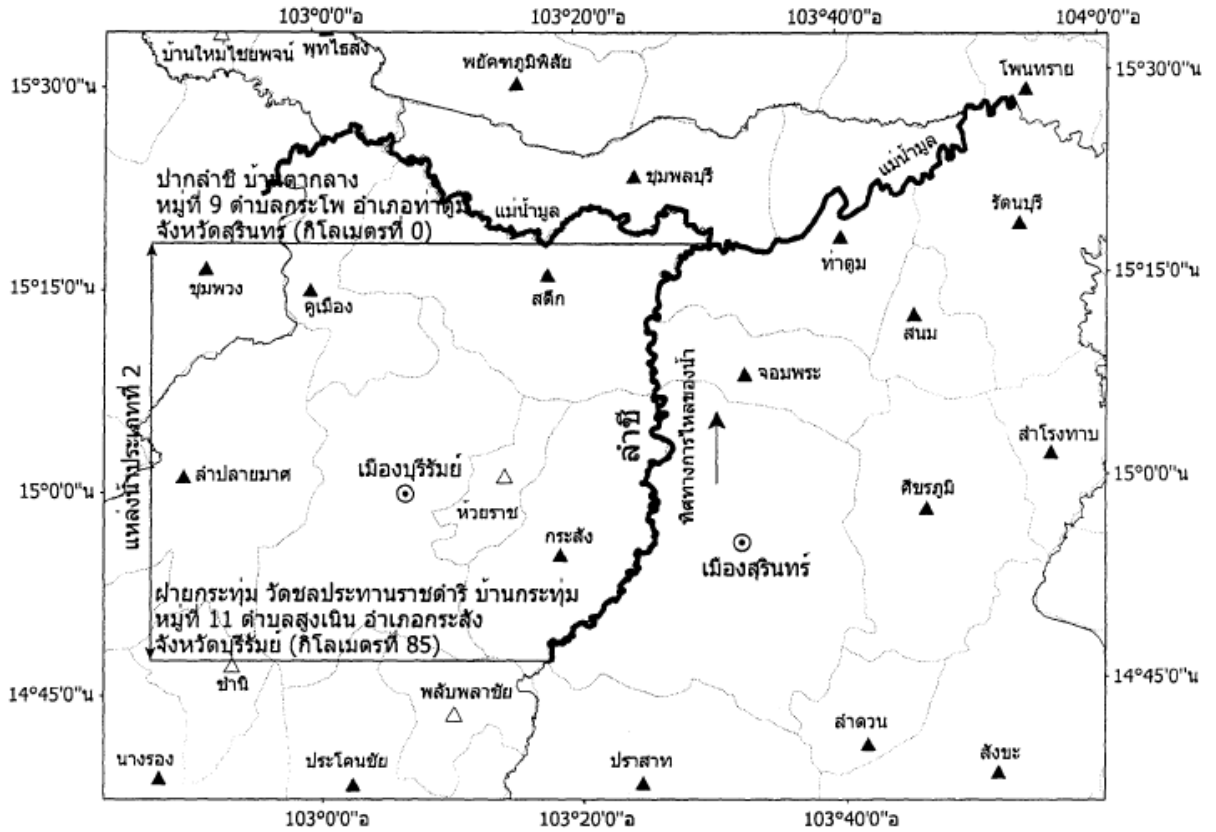 103°0'0"อ
103°20'0"อ
103°40'0"อ
104°0'0"อ
บ้านใหม่ไชยพจน์
พุทไธสง
พยัคฆภูมิพิสัย
โพนทราย
15°30'0"น
15°30'0"น
แม่น้ำมูล
ปากลำชี บ้านตากลาง
หมู่ที่ 9 ตำบลกระโพ อำเภอท่าตูม
จังหวัดสุรินทร์ (กิโลเมตรที่ 0)
แม่น้ำมูล
ชุมพลบุรี
รัตนบุรี
ท่าตูม
15°15'0"น
15°15'0"น
ชุมพวง
คูเมือง
สตึก
สนม
จอมพระ
แหล่งน้ำประเภทที่ 2
ลำชี
ทิศทางการไหลของน้ำ
สำโรงทาบ
15°0'0"น
15°0'0"น
ลำปลายมาศ
เมืองบุรีรัมย์
ห้วยราช
ศีขรภูมิ
กระสัง
เมืองสุรินทร์
ฝายกระทุ่ม วัดชลประทานราชดำริ บ้านกระทุ่ม
หมู่ที่ 11 ตำบลสูงเนิน อำเภอกระสัง
จังหวัดบุรีรัมย์ (กิโลเมตรที่ 85)
14°45'0"น
14°45'0"น
ชำนิ
พลับพลาชัย
ลำดวน
นางรอง
ประโคนชัย
ปราสาท
สังขะ
103°0'0"อ
103°20'0"อ
103°40'0"อ
104°0'0"อ